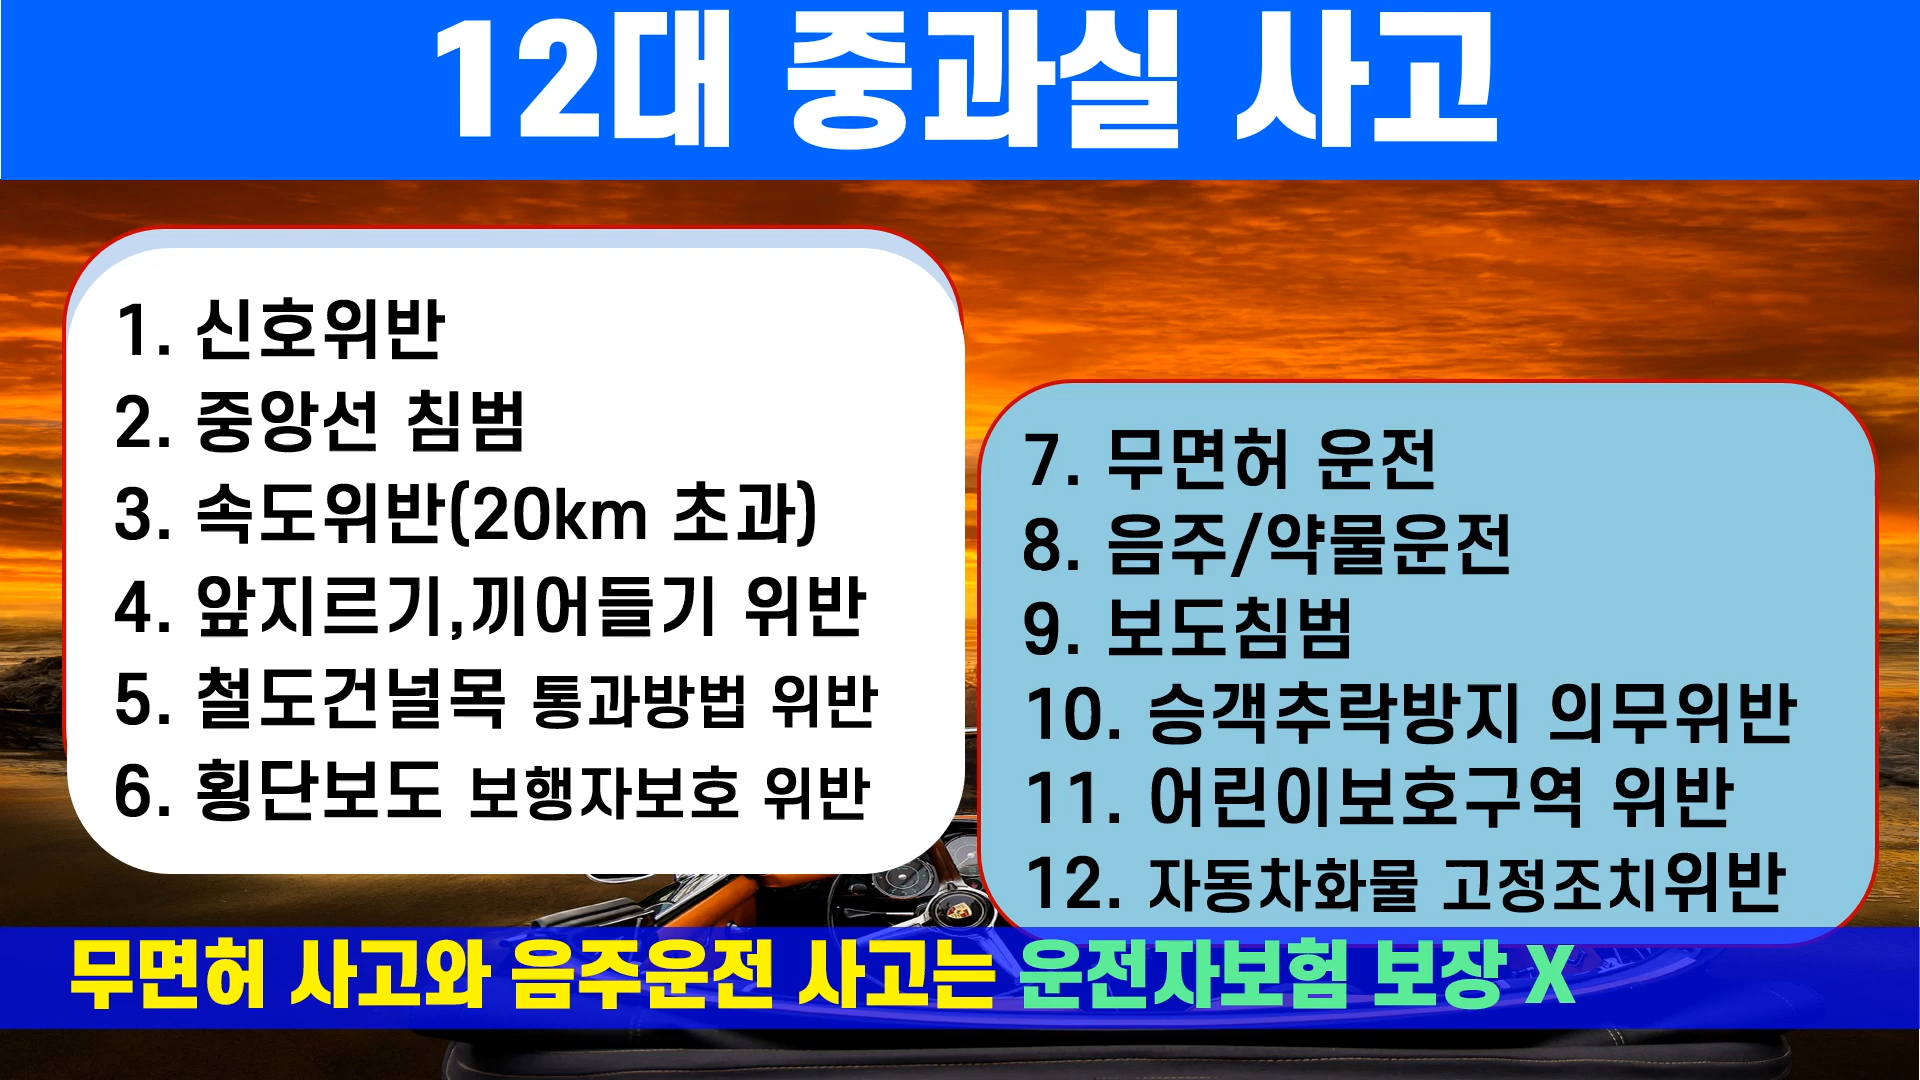 12대 중과실 사고
1. 신호위반
2. 중앙선 침범
3. 속도위반(20km 초과)
4. 앞지르기,끼어들기 위반
5. 철도건널목 통과방법 위반
6. 횡단보도 보행자보호 위반
7. 무면허 운전
8. 음주/약물운전
9. 보도침범
10. 승객추락방지 의무위반
11. 어린이보호구역 위반
12. 자동차화물 고정조치위반
무면허 사고와 음주운전 사고는 운전자보험 보장 X